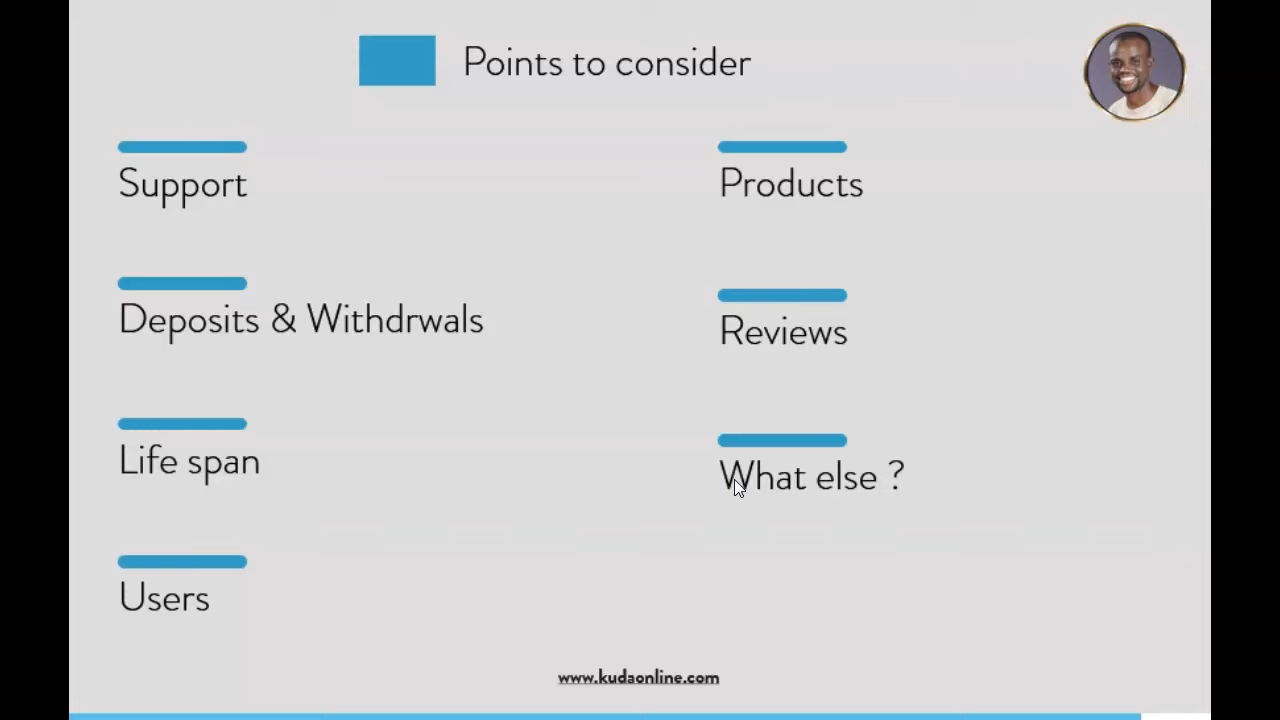 Points to consider
Support
Deposits & Withdrwals
Life span
Users
Products
Reviews
What else ?
www.kudaonline.com